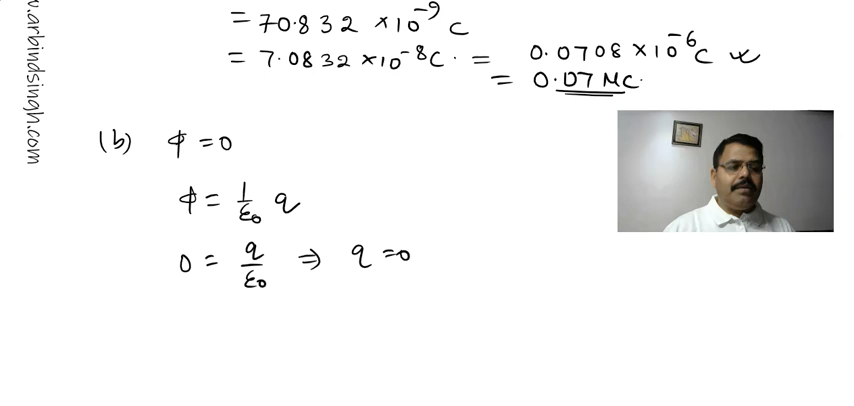 www.arbindsingh.com
= 70.832 × 10⁻⁹ C
= 7.0832 × 10⁻⁸ C. = 0.0708 × 10⁻⁶ C
= 0.07 μC.
(b) φ = 0
φ = 1/ε₀ q
0 = q/ε₀ ⇒ q = 0